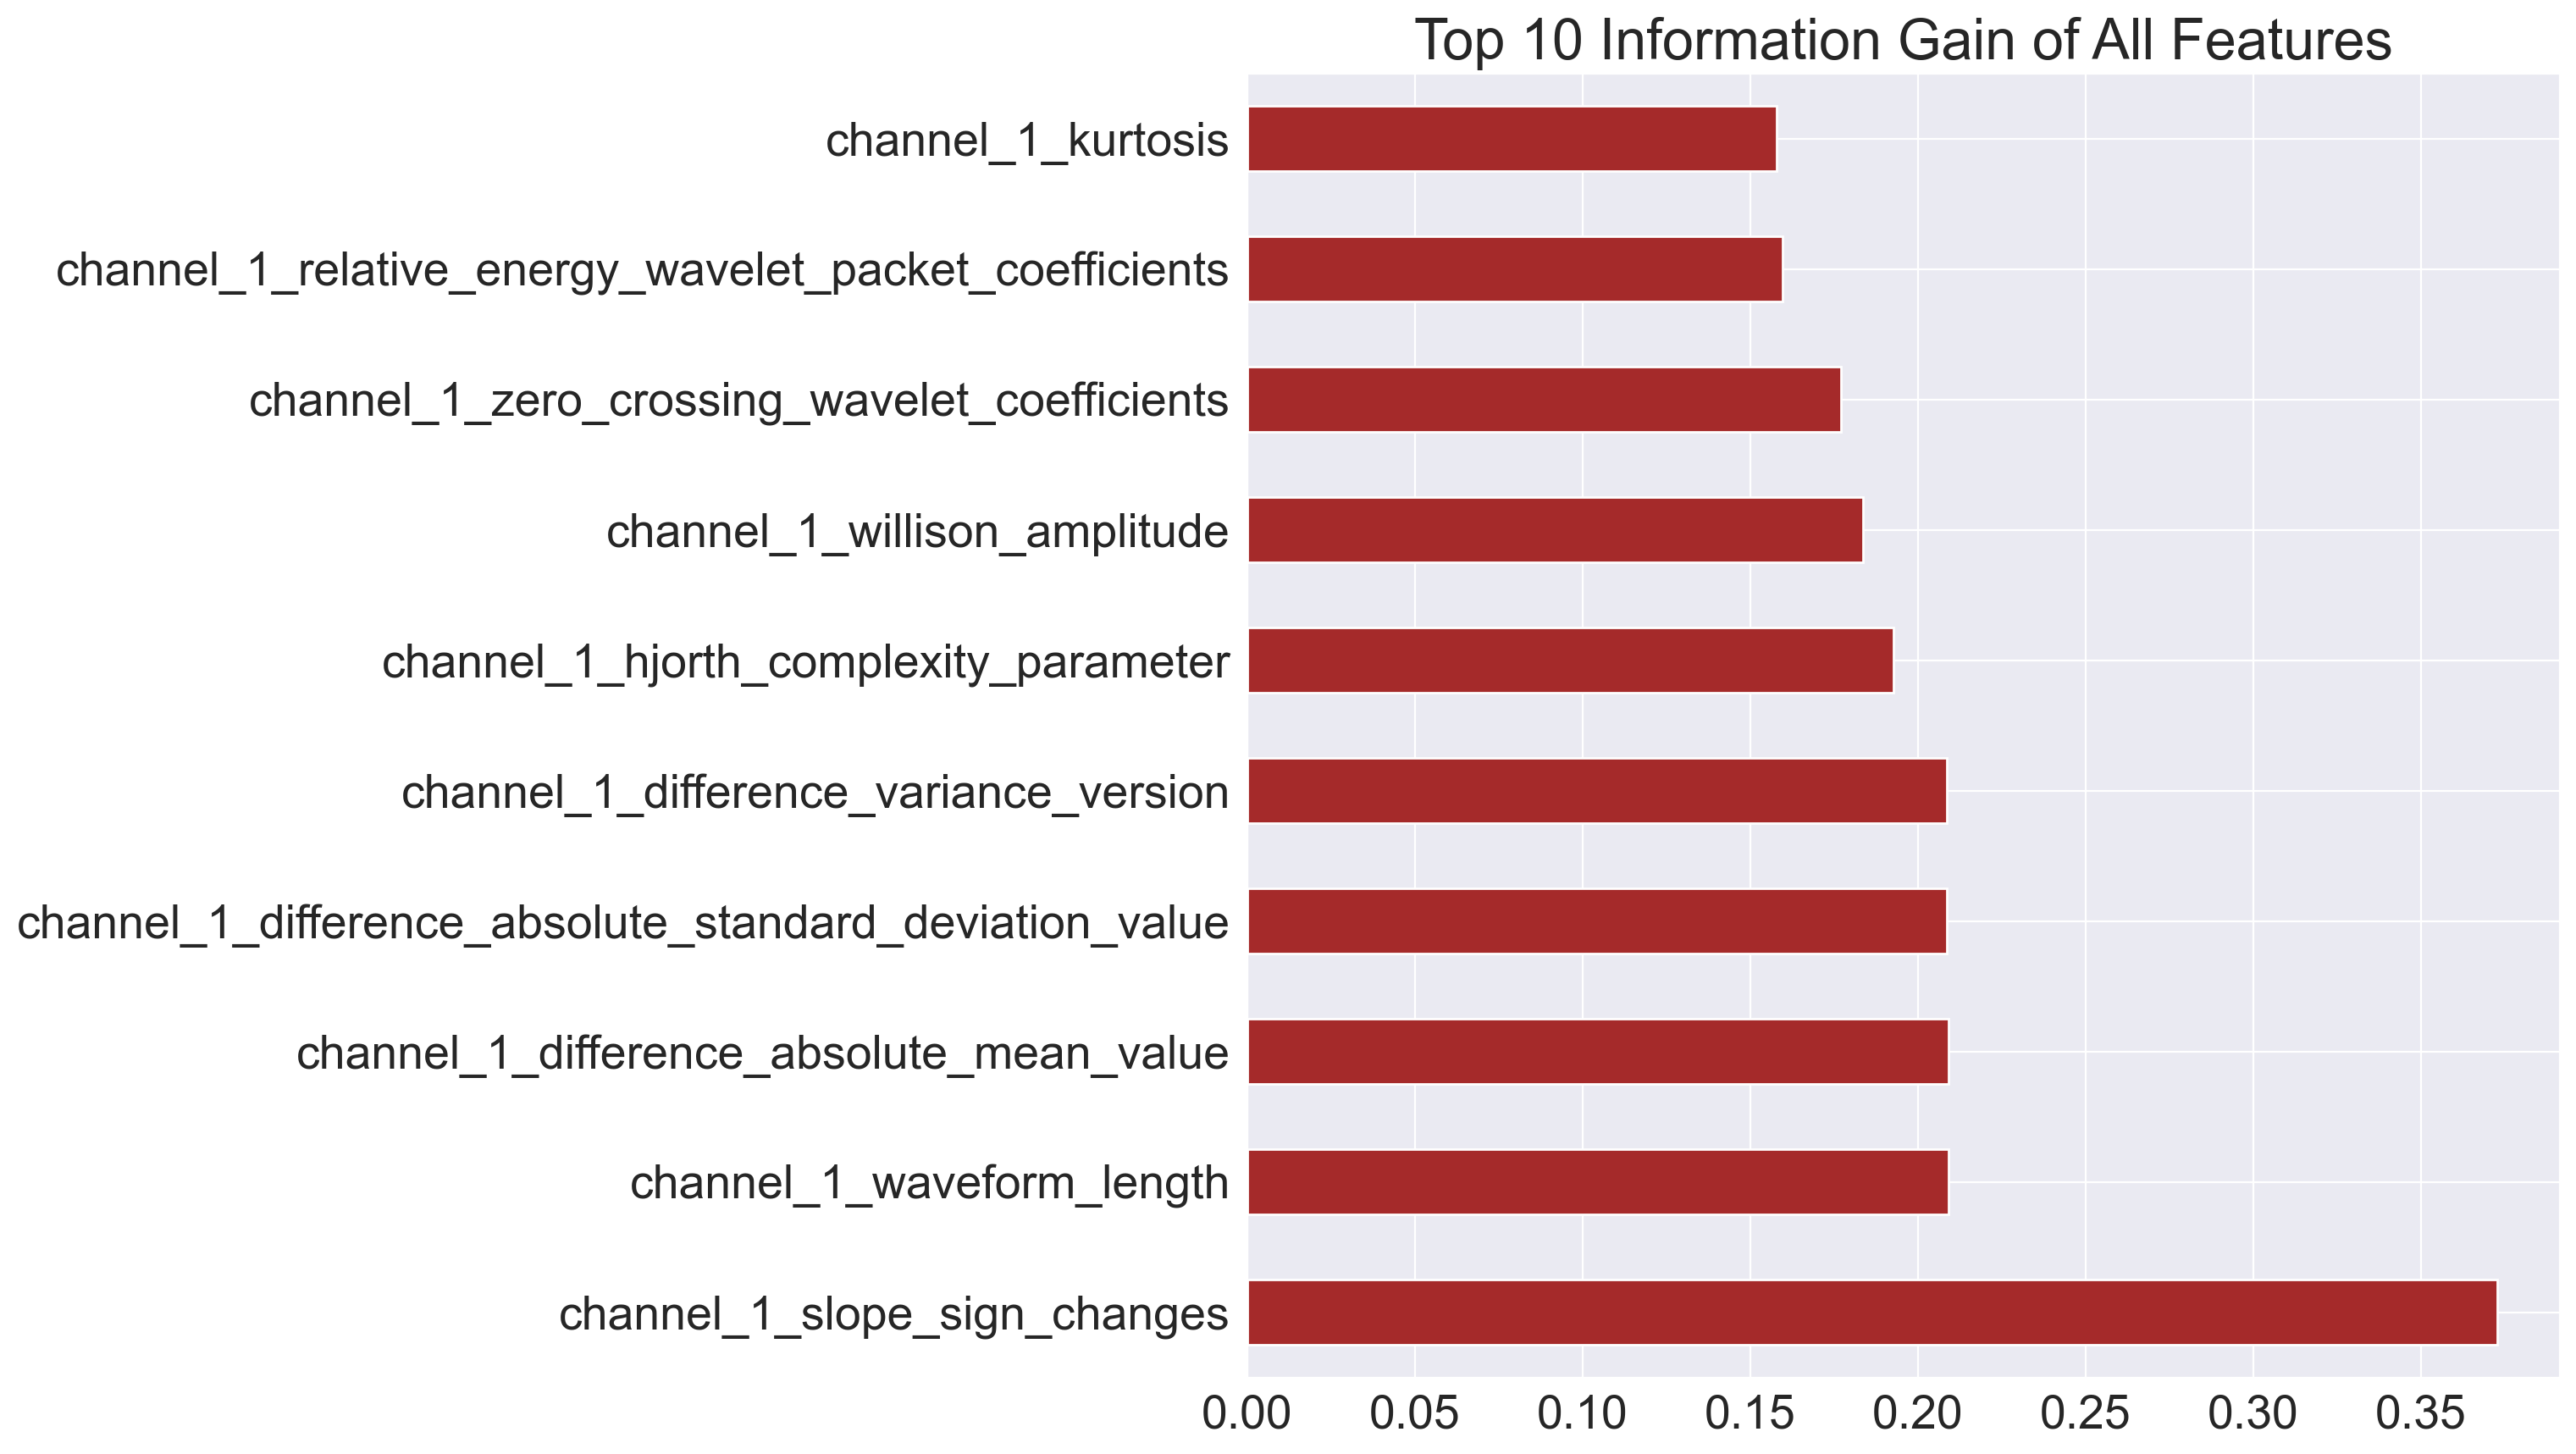 Top 10 Information Gain of All Features
channel_1_kurtosis
channel_1_relative_energy_wavelet_packet_coefficients
channel_1_zero_crossing_wavelet_coefficients
channel_1_willison_amplitude
channel_1_hjorth_complexity_parameter
channel_1_difference_variance_version
channel_1_difference_absolute_standard_deviation_value
channel_1_difference_absolute_mean_value
channel_1_waveform_length
channel_1_slope_sign_changes
0.00 0.05 0.10 0.15 0.20 0.25 0.30 0.35